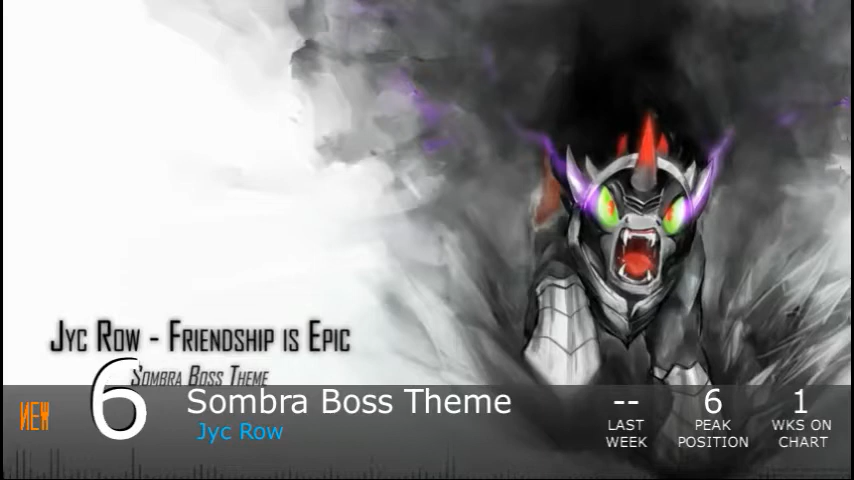 JYC ROW - FRIENDSHIP IS EPIC
SOMBRA BOSS THEME
NEW
6
Sombra Boss Theme
Jyc Row
--
LAST
WEEK
6
PEAK
POSITION
1
WKS ON
CHART